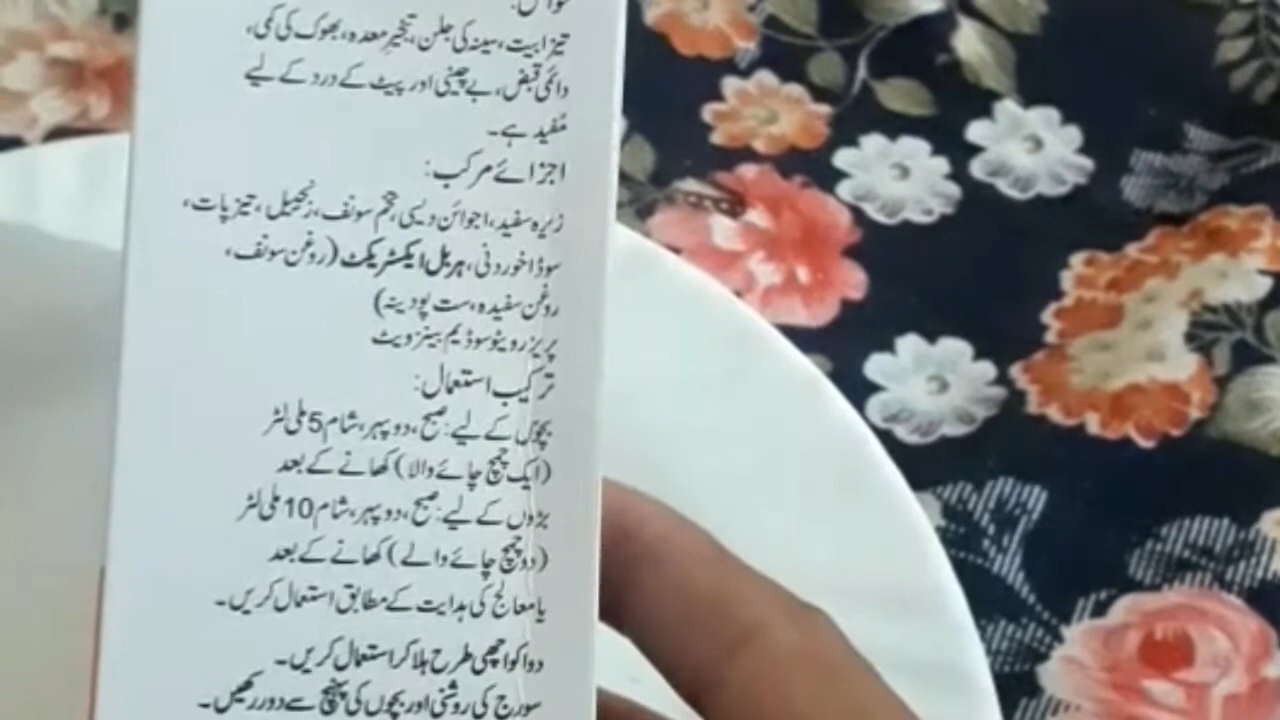 خواص:
تیزابیت، سینہ کی جلن، تبخیرِ معدہ، بھوک کی کمی،
دائمی قبض، بے چینی اور پیٹ کے درد کے لیے
مُفید ہے۔
اجزائے مرکب:
زیرہ سفید، اجوائن دیسی، تخم سونف، زنجبیل، تیزپات،
سوڈا خوردنی، ہربل ایکسٹریکٹ (روغن سونف،
روغن سفیدہ، ست پودینہ)
پریزرویٹو سوڈیم بینزویٹ
ترکیب استعمال:
بچوں کے لیے: صبح، دوپہر، شام 5 ملی لٹر
(ایک چمچ چائے والا) کھانے کے بعد
بڑوں کے لیے: صبح، دوپہر، شام 10 ملی لٹر
(دو چمچ چائے والے) کھانے کے بعد
یا معالج کی ہدایت کے مطابق استعمال کریں۔
دوا کو اچھی طرح ہلا کر استعمال کریں۔
سورج کی روشنی اور بچوں کی پہنچ سے دور رکھیں۔